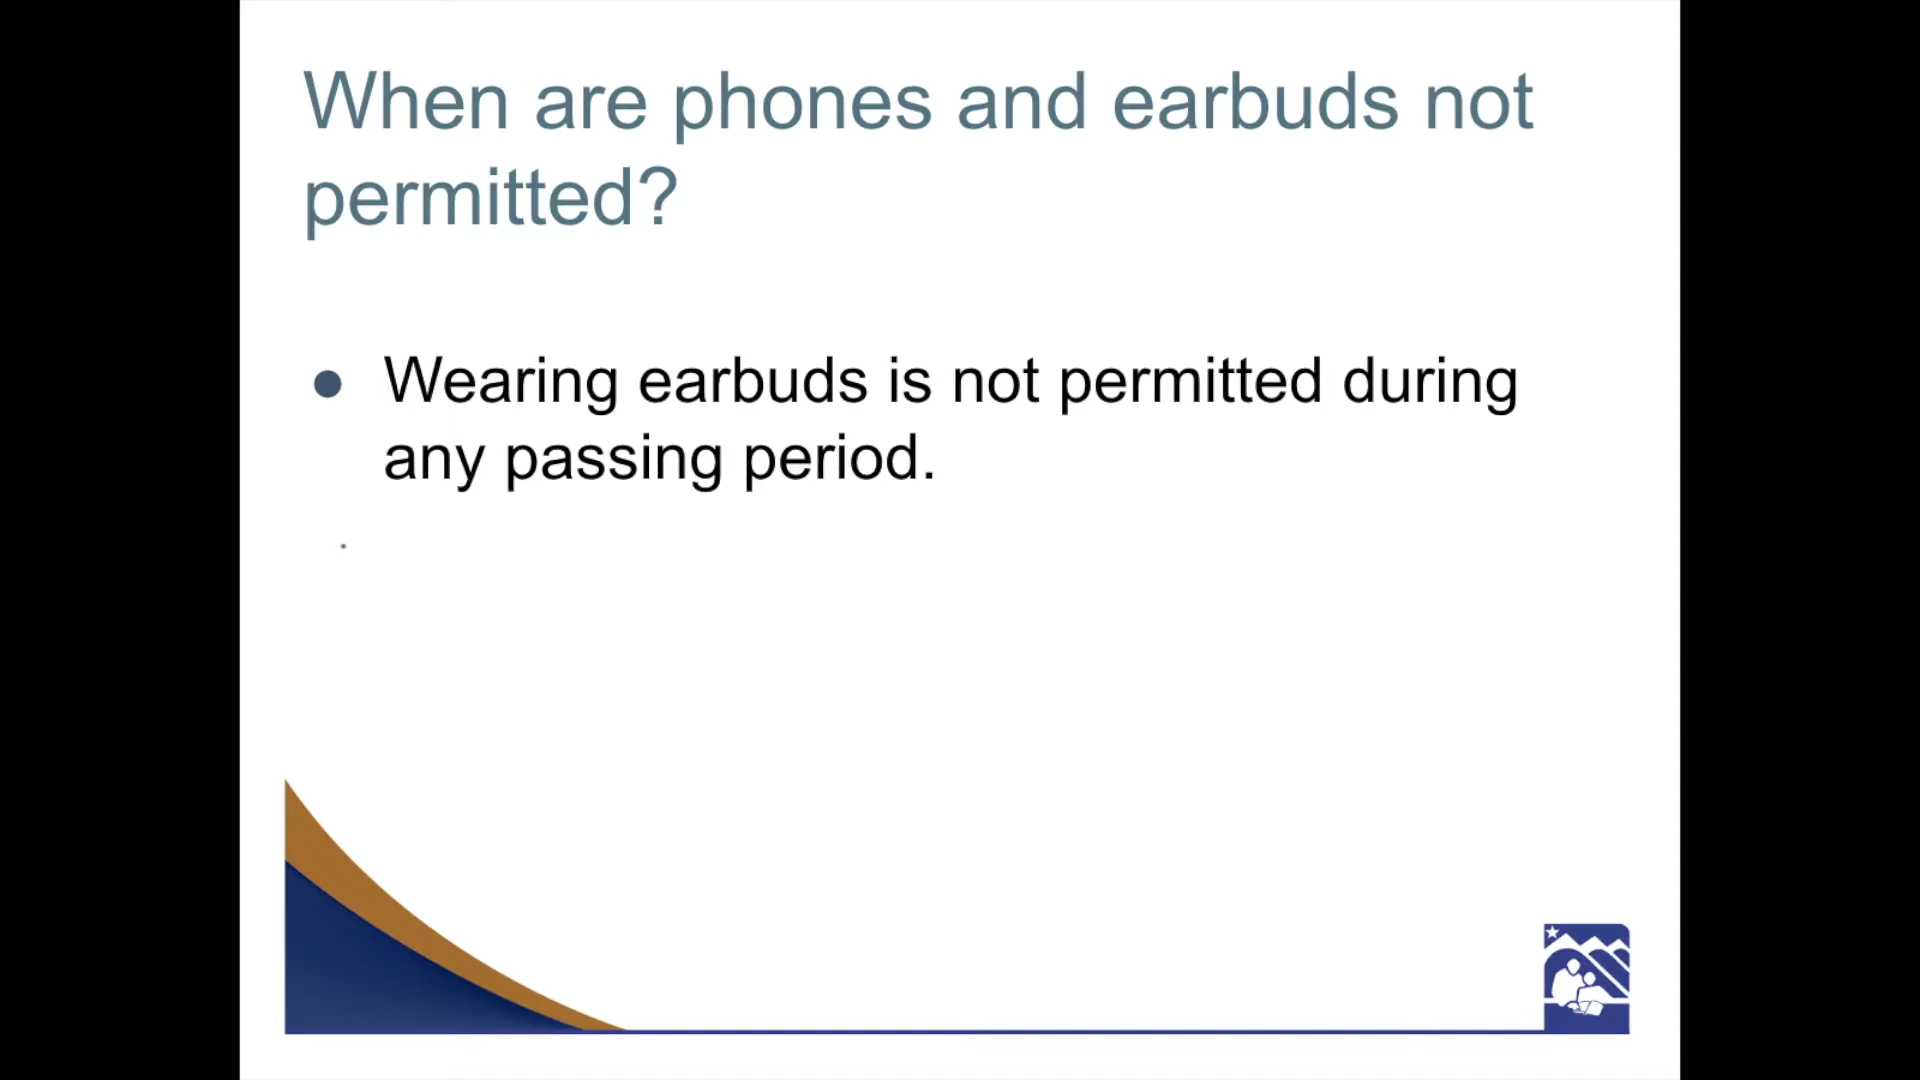 When are phones and earbuds not
permitted?
● Wearing earbuds is not permitted during
any passing period.